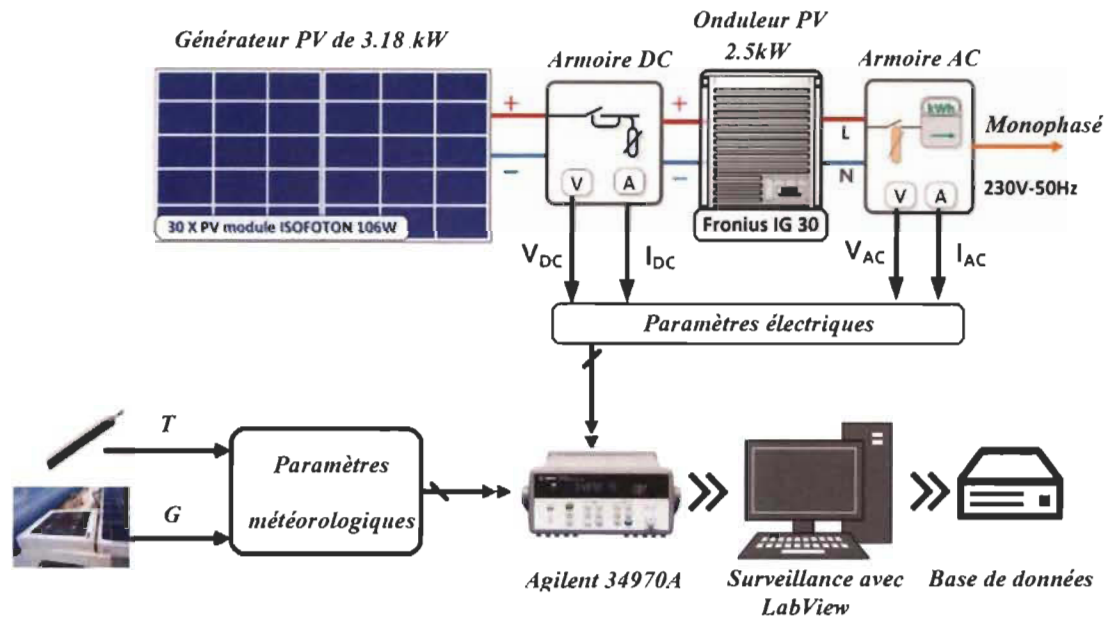 Générateur PV de 3.18 kW
Onduleur PV
2.5kW
Armoire DC
Armoire AC
+
+
kWh
L
Monophasé
−
−
N
V
A
V
A
230V-50Hz
30 X PV module ISOFOTON 106W
Fronius IG 30
VDC
IDC
VAC
IAC
Paramètres électriques
T
Paramètres
météorologiques
G
Agilent 34970A
Surveillance avec
LabView
Base de données